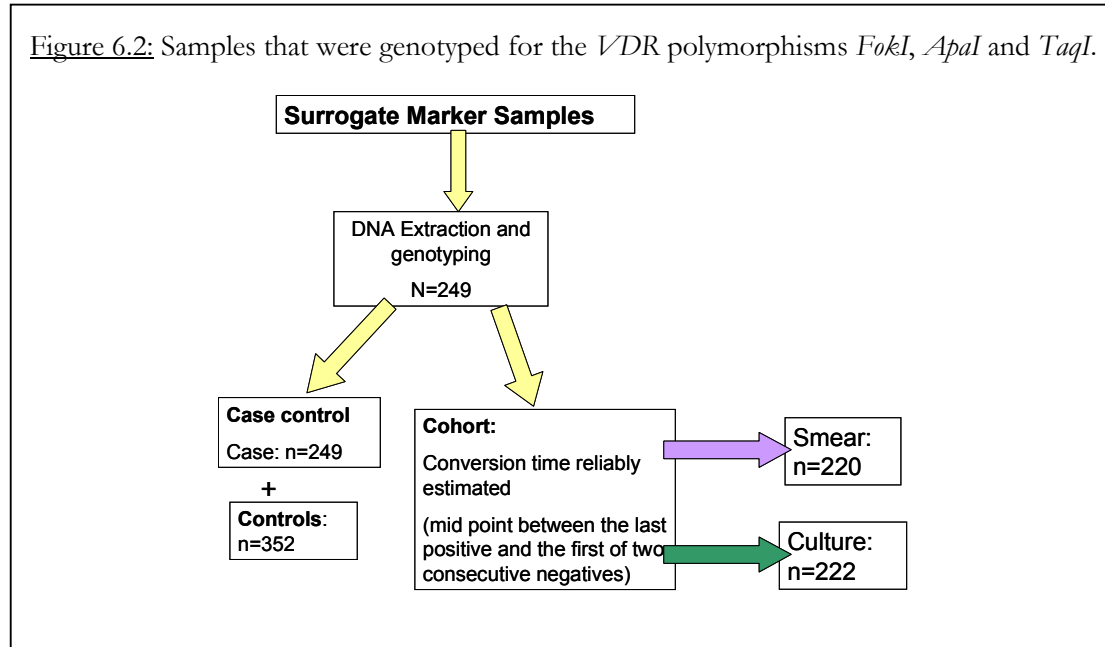 Figure 6.2: Samples that were genotyped for the VDR polymorphisms FokI, ApaI and TaqI.
Surrogate Marker Samples
DNA Extraction and
genotyping
N=249
Case control
Case: n=249
+
Controls:
n=352
Cohort:
Conversion time reliably
estimated
(mid point between the last
positive and the first of two
consecutive negatives)
Smear:
n=220
Culture:
n=222